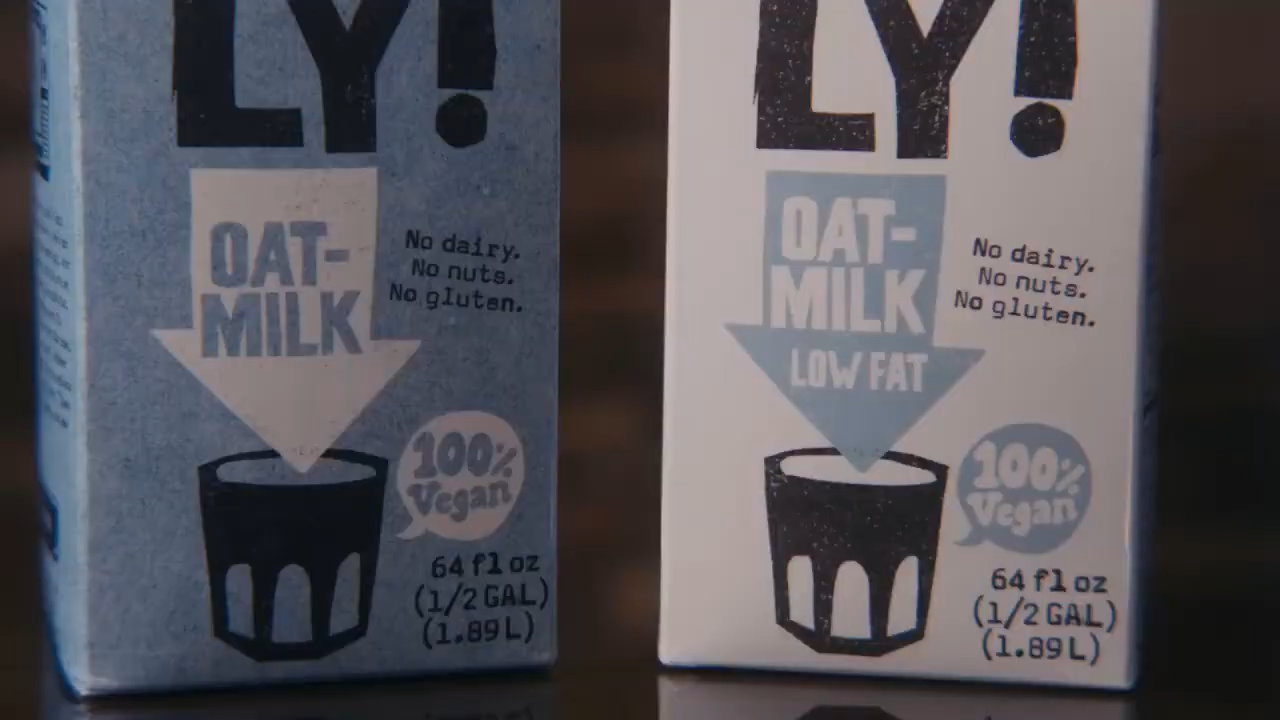 LY!
OAT-
MILK
No dairy.
No nuts.
No gluten.
100%
Vegan
64 fl oz
(1/2 GAL)
(1.89 L)
LY!
OAT-
MILK
LOW FAT
No dairy.
No nuts.
No gluten.
100%
Vegan
64 fl oz
(1/2 GAL)
(1.89 L)